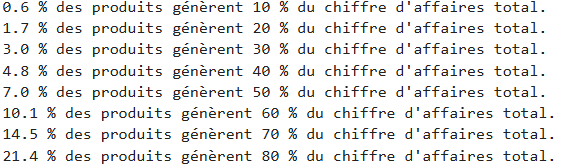 0.6 % des produits génèrent 10 % du chiffre d'affaires total.
1.7 % des produits génèrent 20 % du chiffre d'affaires total.
3.0 % des produits génèrent 30 % du chiffre d'affaires total.
4.8 % des produits génèrent 40 % du chiffre d'affaires total.
7.0 % des produits génèrent 50 % du chiffre d'affaires total.
10.1 % des produits génèrent 60 % du chiffre d'affaires total.
14.5 % des produits génèrent 70 % du chiffre d'affaires total.
21.4 % des produits génèrent 80 % du chiffre d'affaires total.